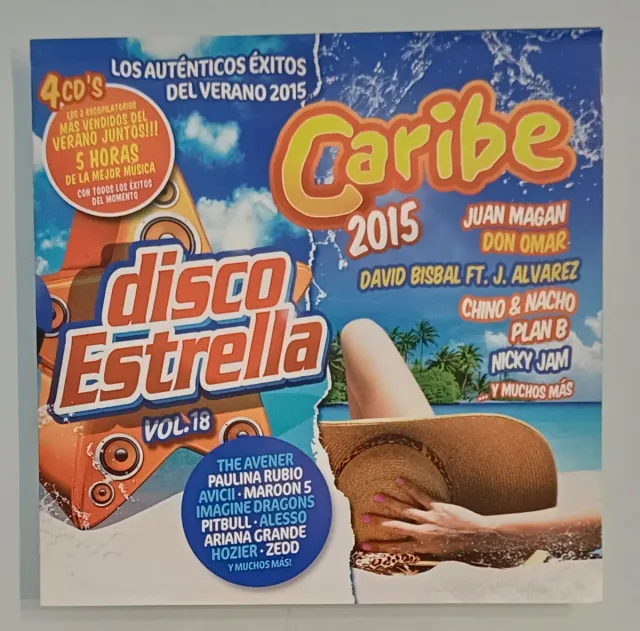 LOS AUTÉNTICOS ÉXITOS
DEL VERANO 2015
4 CD'S
LOS 2 RECOPILATORIOS
MÁS VENDIDOS DEL
VERANO JUNTOS!!!
5 HORAS
DE LA MEJOR MÚSICA
CON TODOS LOS ÉXITOS
DEL MOMENTO
Caribe
2015
JUAN MAGAN
DON OMAR
DAVID BISBAL FT. J. ALVAREZ
CHINO & NACHO
PLAN B
NICKY JAM
... Y MUCHOS MÁS
disco
Estrella
VOL.18
THE AVENER
PAULINA RUBIO
AVICII · MAROON 5
IMAGINE DRAGONS
PITBULL · ALESSO
ARIANA GRANDE
HOZIER · ZEDD
Y MUCHOS MÁS!